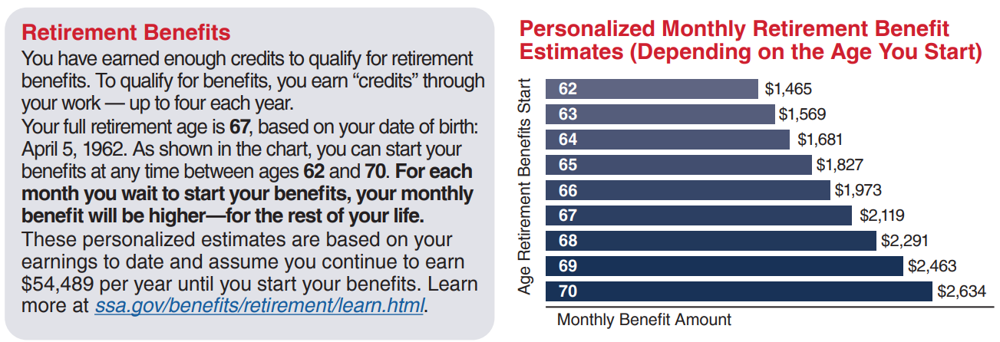 Retirement Benefits
You have earned enough credits to qualify for retirement
benefits. To qualify for benefits, you earn “credits” through
your work — up to four each year.
Your full retirement age is 67, based on your date of birth:
April 5, 1962. As shown in the chart, you can start your
benefits at any time between ages 62 and 70. For each
month you wait to start your benefits, your monthly
benefit will be higher—for the rest of your life.
These personalized estimates are based on your
earnings to date and assume you continue to earn
$54,489 per year until you start your benefits. Learn
more at ssa.gov/benefits/retirement/learn.html.
Personalized Monthly Retirement Benefit
Estimates (Depending on the Age You Start)
Age Retirement Benefits Start
62 $1,465
63 $1,569
64 $1,681
65 $1,827
66 $1,973
67 $2,119
68 $2,291
69 $2,463
70 $2,634
Monthly Benefit Amount